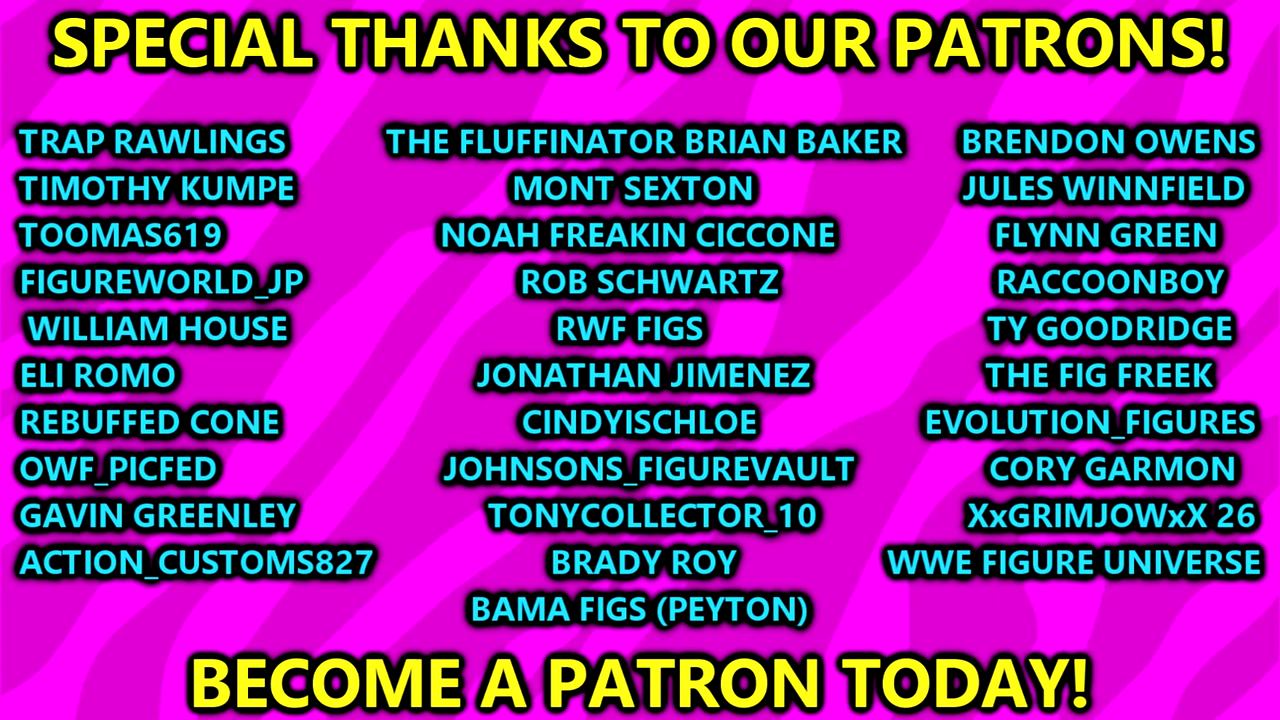 SPECIAL THANKS TO OUR PATRONS!
TRAP RAWLINGS
TIMOTHY KUMPE
TOOMAS619
FIGUREWORLD_JP
WILLIAM HOUSE
ELI ROMO
REBUFFED CONE
OWF_PICFED
GAVIN GREENLEY
ACTION_CUSTOMS827
THE FLUFFINATOR BRIAN BAKER
MONT SEXTON
NOAH FREAKIN CICCONE
ROB SCHWARTZ
RWF FIGS
JONATHAN JIMENEZ
CINDYISCHLOE
JOHNSONS_FIGUREVAULT
TONYCOLLECTOR_10
BRADY ROY
BAMA FIGS (PEYTON)
BRENDON OWENS
JULES WINNFIELD
FLYNN GREEN
RACCOONBOY
TY GOODRIDGE
THE FIG FREEK
EVOLUTION_FIGURES
CORY GARMON
XxGRIMJOWxX 26
WWE FIGURE UNIVERSE
BECOME A PATRON TODAY!